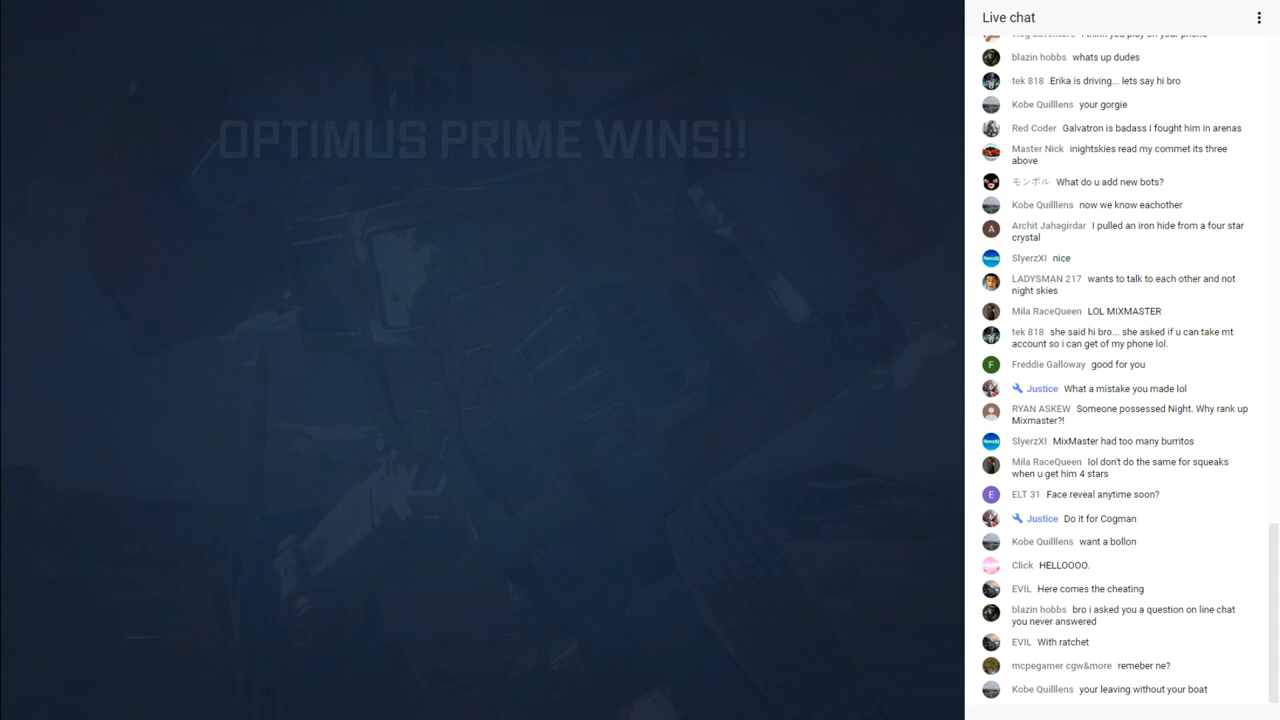 Live chat
OPTIMUS PRIME WINS!!
blazin hobbs whats up dudes
tek 818 Erika is driving... lets say hi bro
Kobe Quilllens your gorgie
Red Coder Galvatron is badass I fought him in arenas
Master Nick inightskies read my commet its three
above
モンボル What do u add new bots?
Kobe Quilllens now we know eachother
A Archit Jahagirdar I pulled an iron hide from a four star
crystal
SlyerzXI nice
LADYSMAN 217 wants to talk to each other and not
night skies
Mila RaceQueen LOL MIXMASTER
tek 818 she said hi bro... she asked if u can take mt
account so i can get of my phone lol.
F Freddie Galloway good for you
Justice What a mistake you made lol
RYAN ASKEW Someone possessed Night. Why rank up
Mixmaster?!
SlyerzXI MixMaster had too many burritos
Mila RaceQueen lol don't do the same for squeaks
when u get him 4 stars
E ELT 31 Face reveal anytime soon?
Justice Do it for Cogman
Kobe Quilllens want a bollon
Click HELLOOOO.
EVIL Here comes the cheating
blazin hobbs bro i asked you a question on line chat
you never answered
EVIL With ratchet
mcpegamer cgw&more remeber ne?
Kobe Quilllens your leaving without your boat